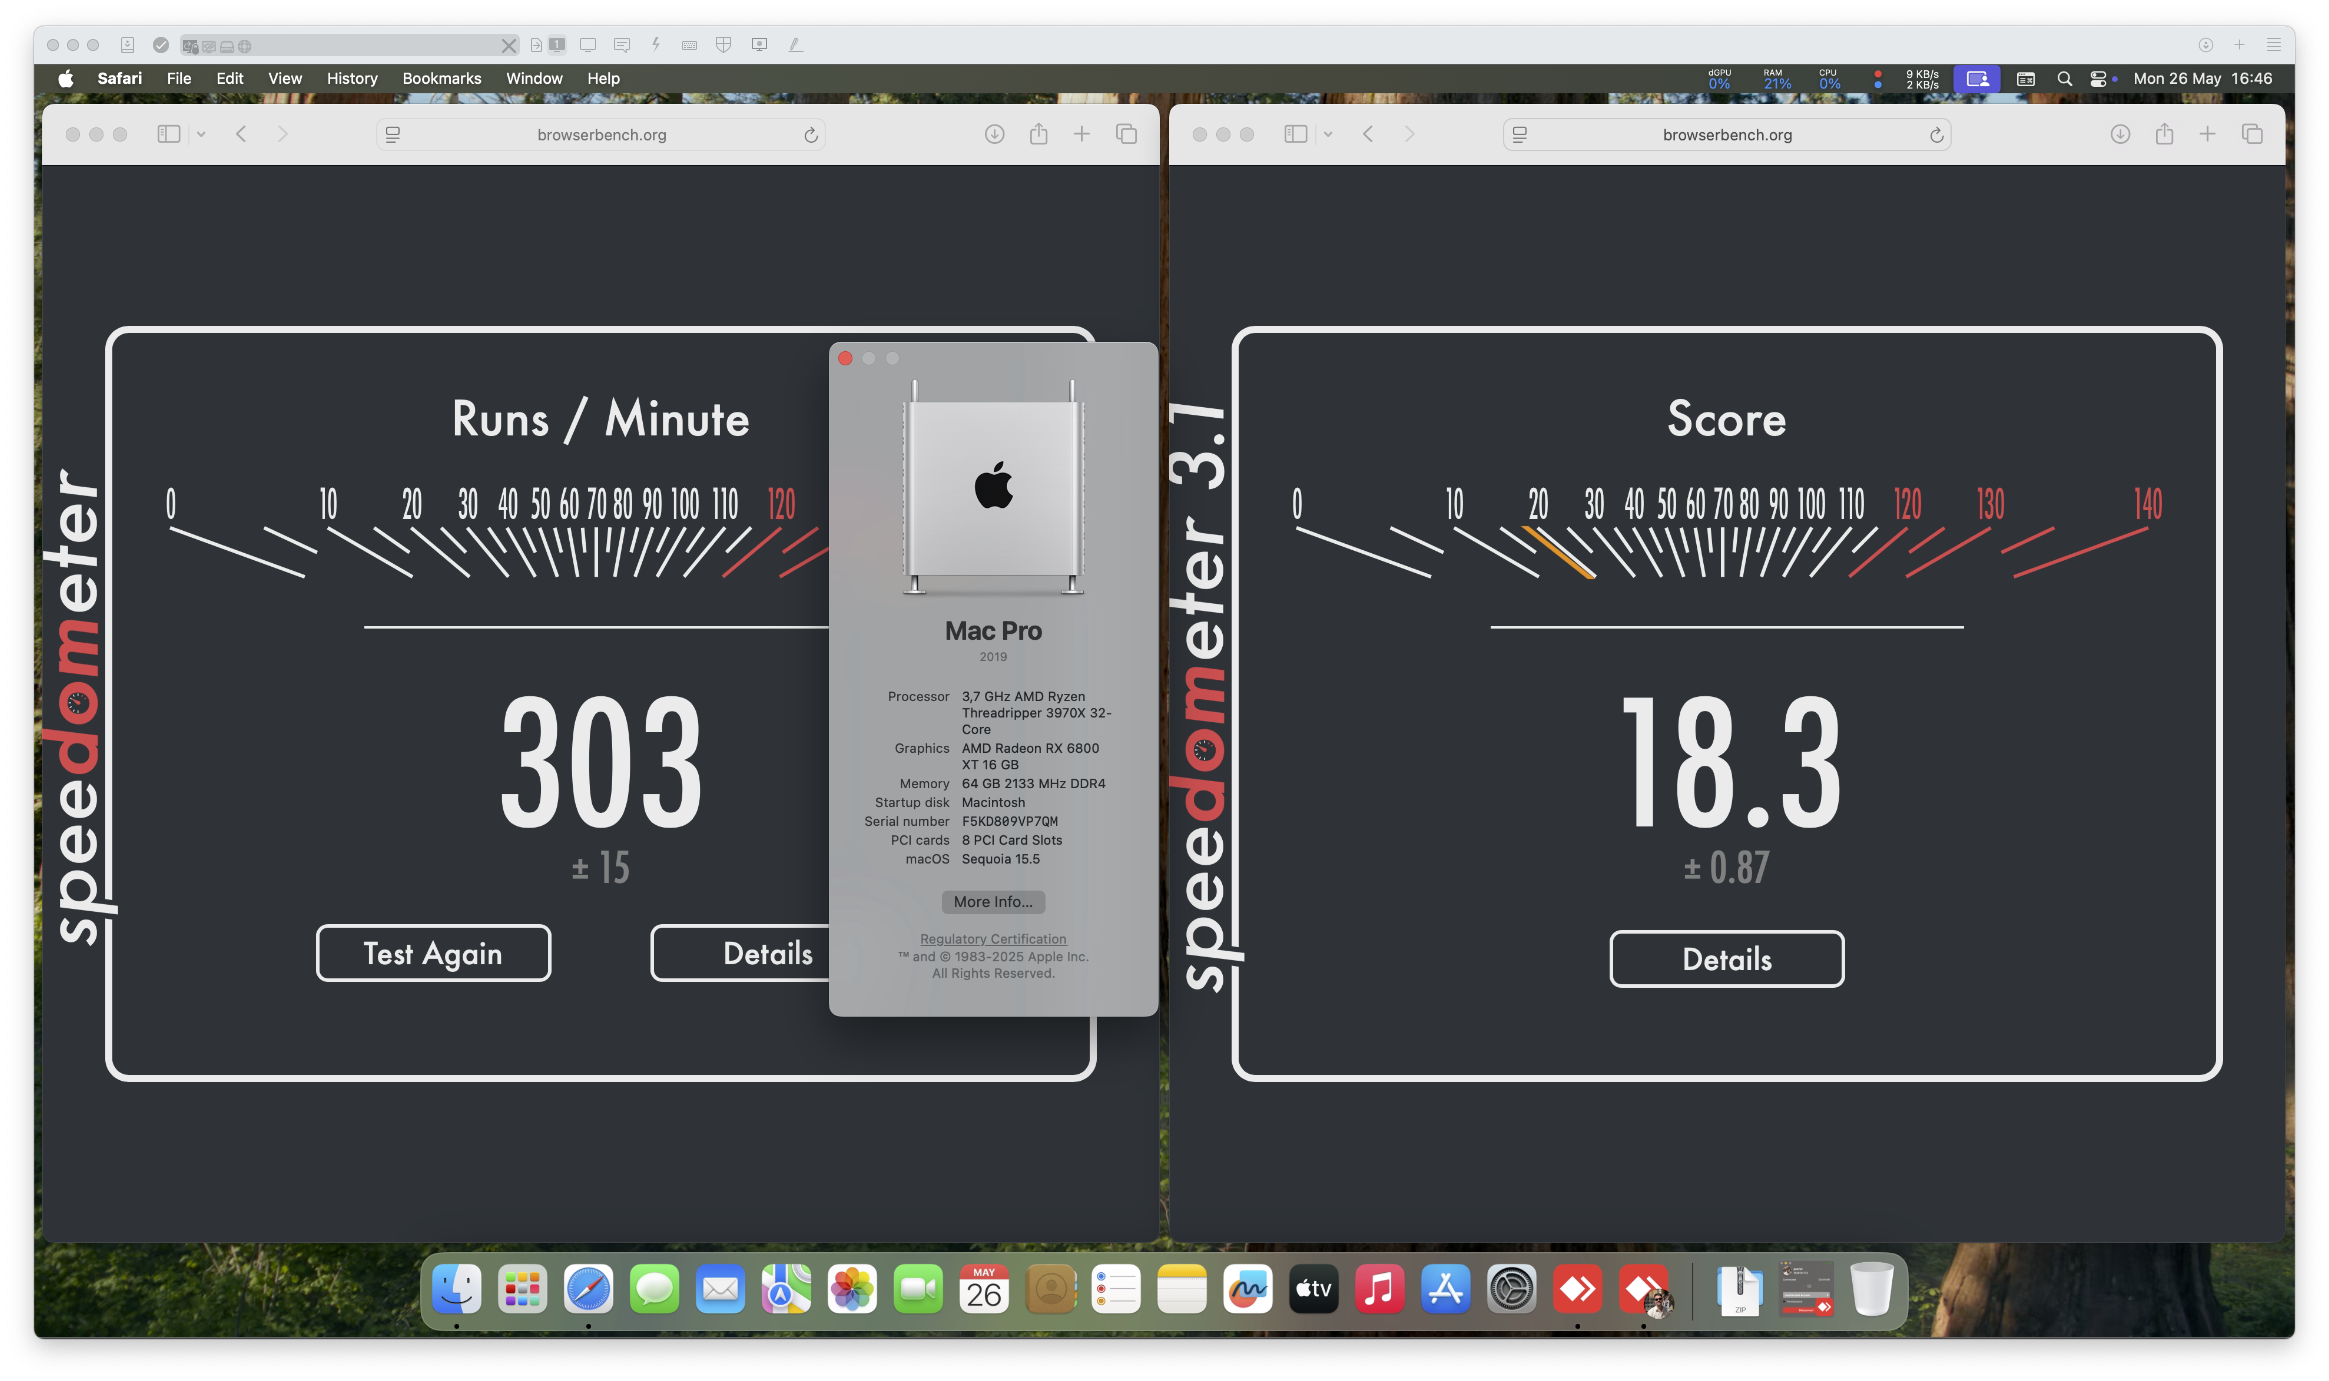 1
Safari File Edit View History Bookmarks Window Help
dGPU 0% RAM 21% CPU 0% 9 KB/s 2 KB/s Mon 26 May 16:46
browserbench.org
speedometer
Runs / Minute
0 10 20 30 40 50 60 70 80 90 100 110 120
303
± 15
Test Again Details
Mac Pro
2019
Processor 3,7 GHz AMD Ryzen
Threadripper 3970X 32-
Core
Graphics AMD Radeon RX 6800
XT 16 GB
Memory 64 GB 2133 MHz DDR4
Startup disk Macintosh
Serial number F5KD809VP7QM
PCI cards 8 PCI Card Slots
macOS Sequoia 15.5
More Info...
Regulatory Certification
™ and © 1983-2025 Apple Inc.
All Rights Reserved.
browserbench.org
speedometer 3.1
Score
0 10 20 30 40 50 60 70 80 90 100 110 120 130 140
18.3
± 0.87
Details
MAY
26
tv
ZIP